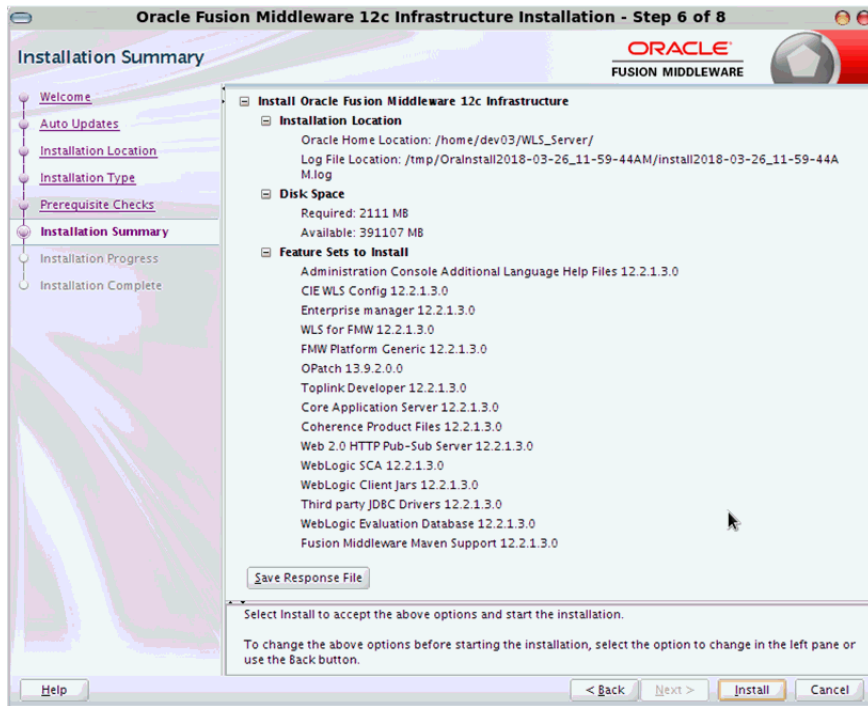 Oracle Fusion Middleware 12c Infrastructure Installation - Step 6 of 8
Installation Summary
ORACLE
FUSION MIDDLEWARE
Welcome
Auto Updates
Installation Location
Installation Type
Prerequisite Checks
Installation Summary
Installation Progress
Installation Complete
Install Oracle Fusion Middleware 12c Infrastructure
Installation Location
Oracle Home Location: /home/dev03/WLS_Server/
Log File Location: /tmp/OraInstall2018-03-26_11-59-44AM/install2018-03-26_11-59-44A
M.log
Disk Space
Required: 2111 MB
Available: 391107 MB
Feature Sets to Install
Administration Console Additional Language Help Files 12.2.1.3.0
CIE WLS Config 12.2.1.3.0
Enterprise manager 12.2.1.3.0
WLS for FMW 12.2.1.3.0
FMW Platform Generic 12.2.1.3.0
OPatch 13.9.2.0.0
Toplink Developer 12.2.1.3.0
Core Application Server 12.2.1.3.0
Coherence Product Files 12.2.1.3.0
Web 2.0 HTTP Pub-Sub Server 12.2.1.3.0
WebLogic SCA 12.2.1.3.0
WebLogic Client Jars 12.2.1.3.0
Third party JDBC Drivers 12.2.1.3.0
WebLogic Evaluation Database 12.2.1.3.0
Fusion Middleware Maven Support 12.2.1.3.0
Save Response File
Select Install to accept the above options and start the installation.
To change the above options before starting the installation, select the option to change in the left pane or
use the Back button.
Help
< Back
Next >
Install
Cancel